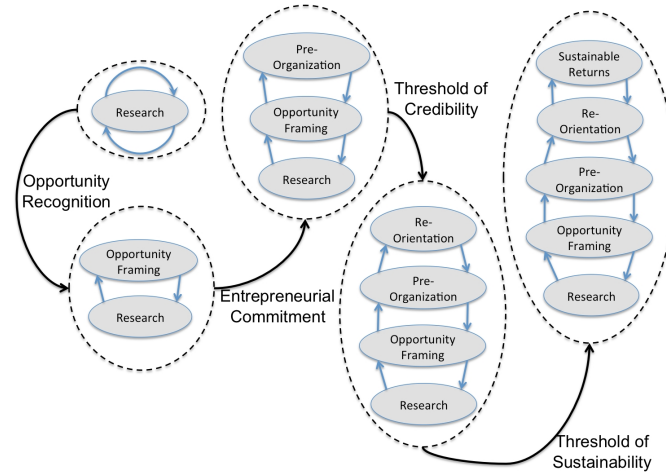 Research
Opportunity
Recognition
Opportunity
Framing
Research
Entrepreneurial
Commitment
Pre-
Organization
Opportunity
Framing
Research
Threshold of
Credibility
Re-
Orientation
Pre-
Organization
Opportunity
Framing
Research
Threshold of
Sustainability
Sustainable
Returns
Re-
Orientation
Pre-
Organization
Opportunity
Framing
Research